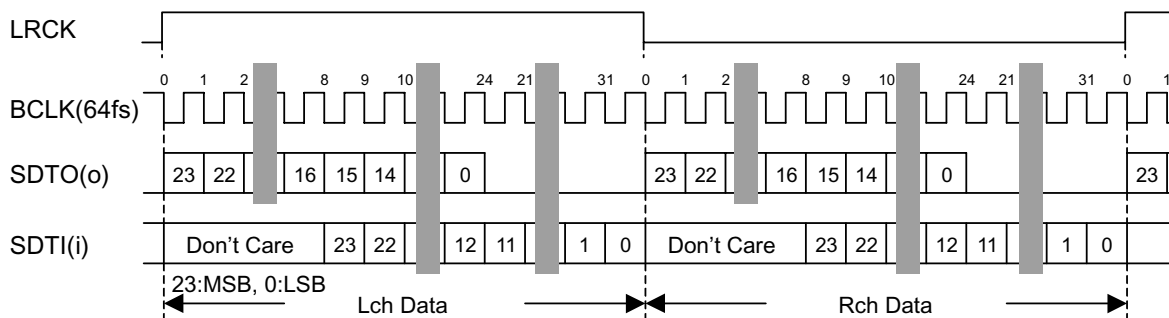 LRCK
0 1 2 8 9 10 24 21 31 0 1 2 8 9 10 24 21 31 0 1
BCLK(64fs)
SDTO(o) 23 22 16 15 14 0 23 22 16 15 14 0 23
SDTI(i) Don't Care 23 22 12 11 1 0 Don't Care 23 22 12 11 1 0
23:MSB, 0:LSB
Lch Data Rch Data